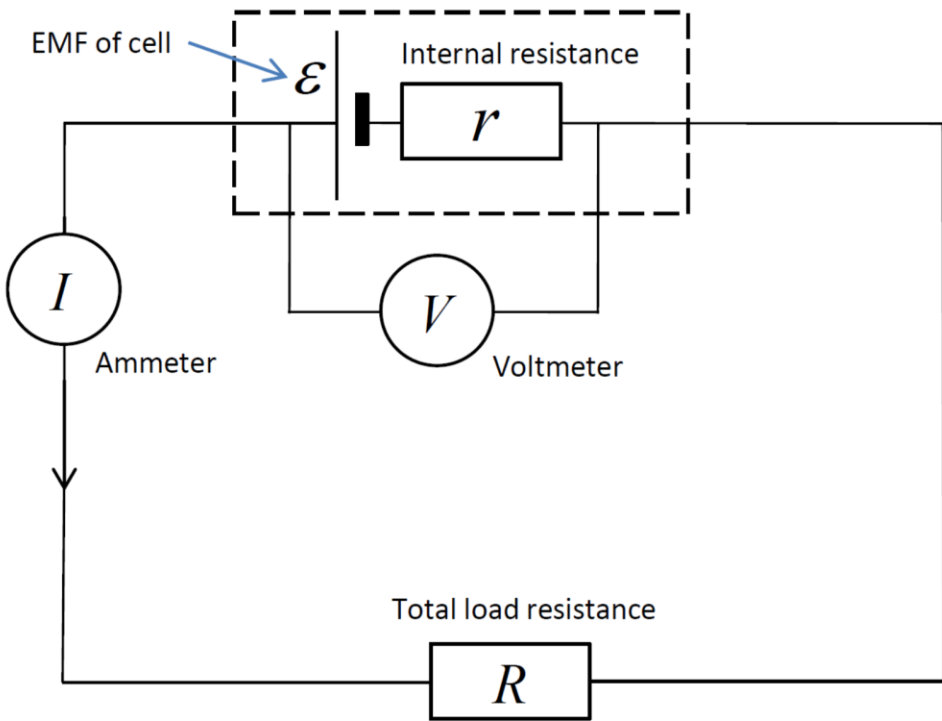 EMF of cell
Internal resistance
ε
r
I
V
Ammeter
Voltmeter
Total load resistance
R